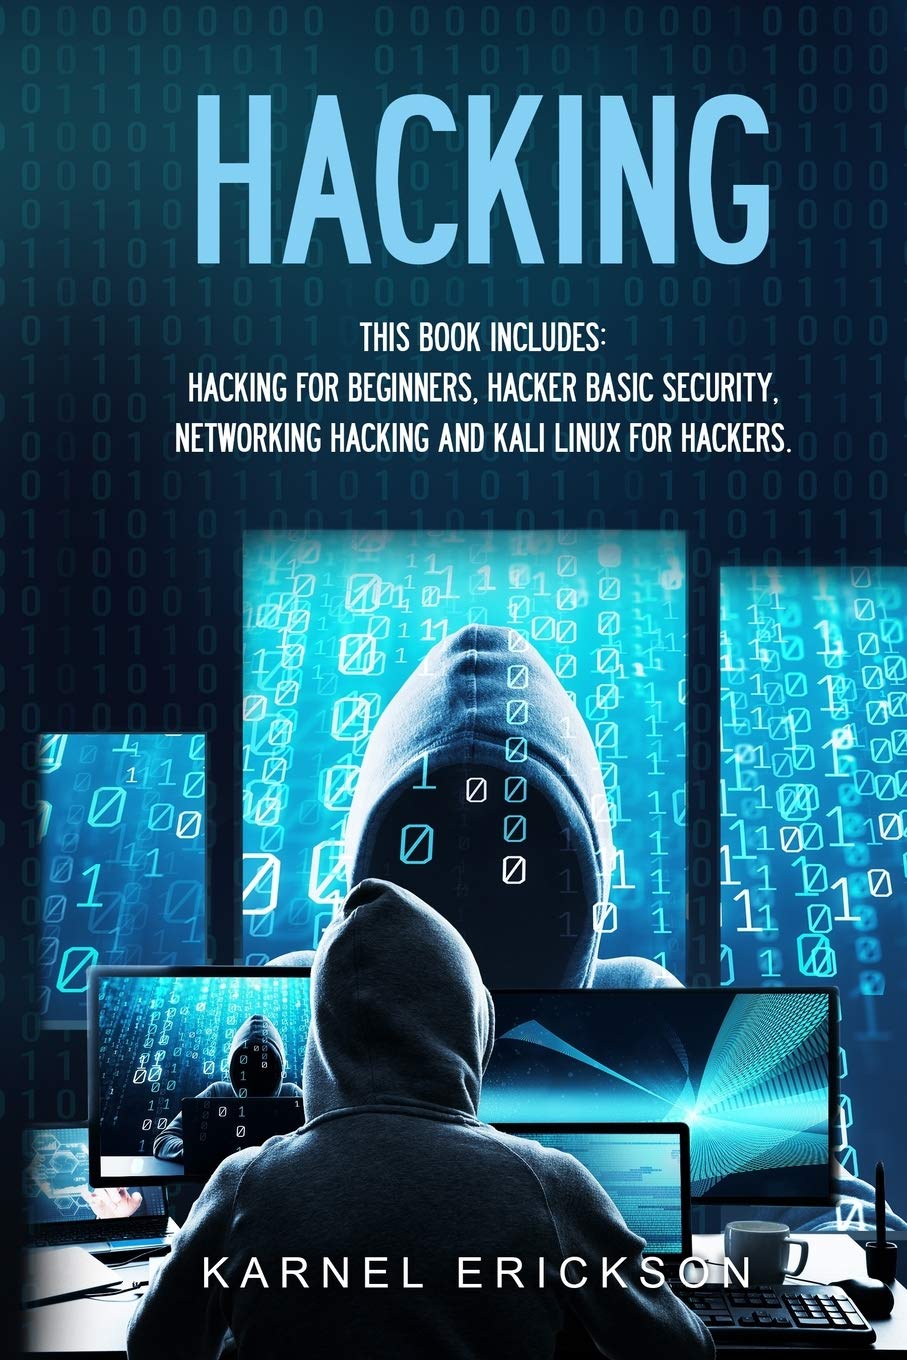 HACKING
THIS BOOK INCLUDES:
HACKING FOR BEGINNERS, HACKER BASIC SECURITY,
NETWORKING HACKING AND KALI LINUX FOR HACKERS.
KARNEL ERICKSON